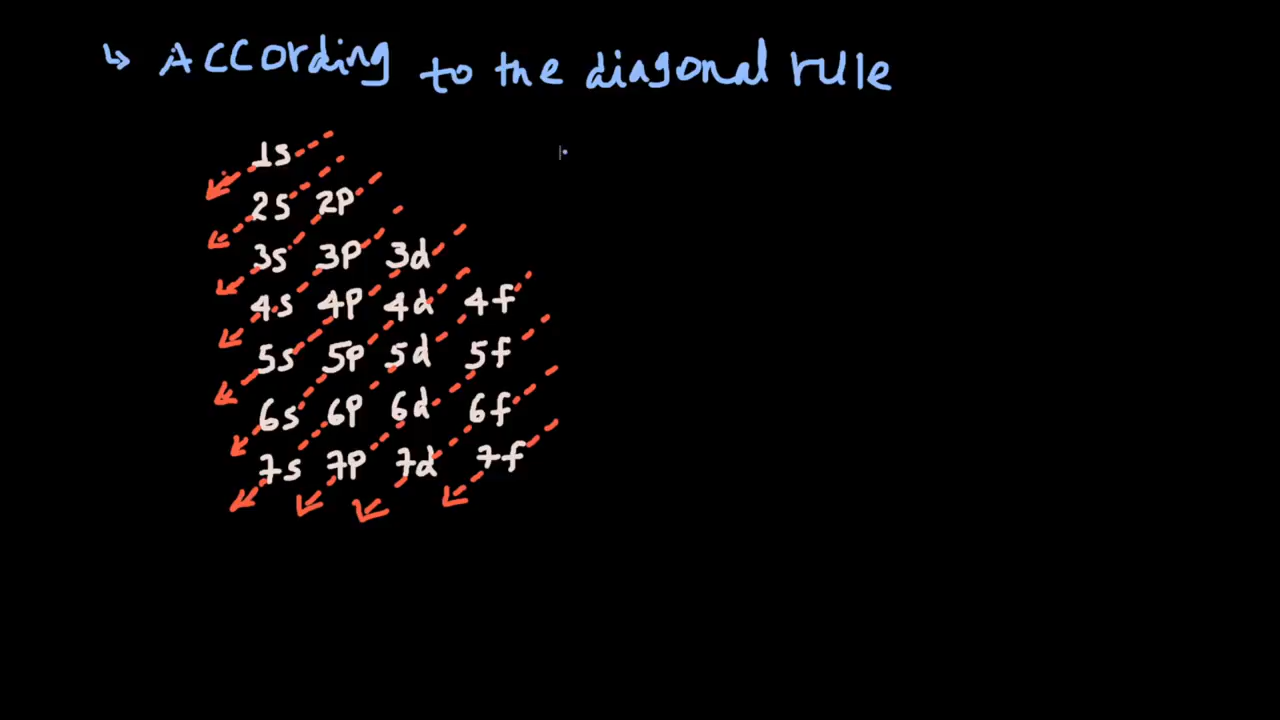 ↳ According to the diagonal rule
1s
2s 2p
3s 3p 3d
4s 4p 4d 4f
5s 5p 5d 5f
6s 6p 6d 6f
7s 7p 7d 7f